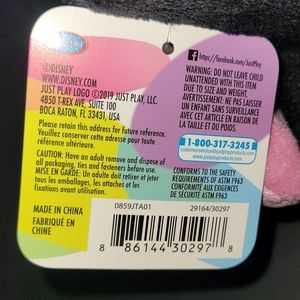 ©DISNEY
WWW.DISNEY.COM
JUST PLAY LOGO ©2019 JUST PLAY, LLC.
4850 T-REX AVE, SUITE 100
BOCA RATON, FL 33431, USA
Please retain this address for future reference.
Veuillez conserver cette adresse pour
référence future.
CAUTION: Have an adult remove and dispose of
all packaging, ties and fasteners before use.
MISE EN GARDE: Un adulte doit retirer et jeter
tous les emballages, les attaches et les
fixations avant utilisation.
MADE IN CHINA
FABRIQUÉ EN
CHINE
https://facebook.com/JustPlay
WARNING: DO NOT LEAVE CHILD
UNATTENDED WITH THIS ITEM
DUE TO SIZE AND WEIGHT.
AVERTISSEMENT: NE PAS LAISSER
UN ENFANT SANS SURVEILLANCE
AVEC CET ARTICLE EN RAISON DE
LA TAILLE ET DU POIDS.
1-800-317-3245
customerservice@justplayproducts.com
www.justplayproducts.com
CONFORMS TO THE SAFETY
REQUIREMENTS OF ASTM F963
CONFORME AUX EXIGENCES
DE SÉCURITÉ ASTM F963
0859JTA01
29164/30297
8 86144 30297 8